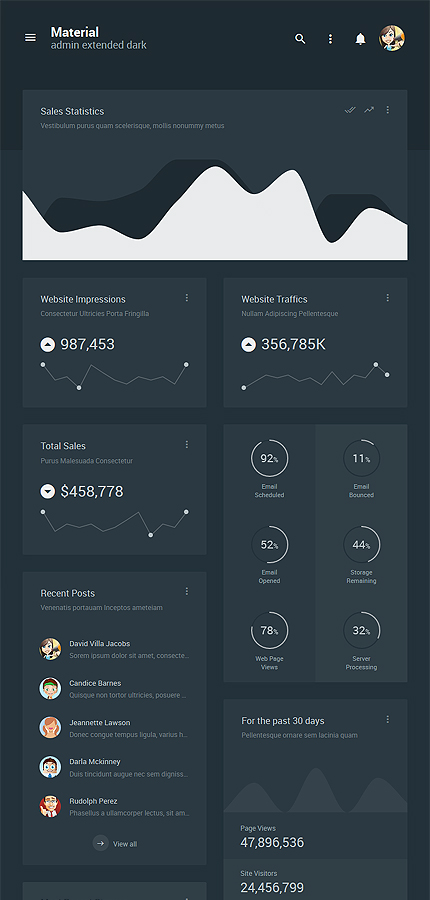 Material
admin extended dark
Sales Statistics
Vestibulum purus quam scelerisque, mollis nonummy metus
Website Impressions
Consectetur Ultricies Porta Fringilla
987,453
Website Traffics
Nullam Adipiscing Pellentesque
356,785K
Total Sales
Purus Malesuada Consectetur
$458,778
92%
Email
Scheduled
11%
Email
Bounced
52%
Email
Opened
44%
Storage
Remaining
78%
Web Page
Views
32%
Server
Processing
Recent Posts
Venenatis portauam Inceptos ameteiam
David Villa Jacobs
Sorem ipsum dolor sit amet, consecte...
Candice Barnes
Quisque non tortor ultricies, posuere ...
Jeannette Lawson
Donec congue tempus ligula, varius h...
Darla Mckinney
Duis tincidunt augue nec sem digniss...
Rudolph Perez
Phasellus a ullamcorper lectus, sit am...
View all
For the past 30 days
Pellentesque ornare sem lacinia quam
Page Views
47,896,536
Site Visitors
24,456,799